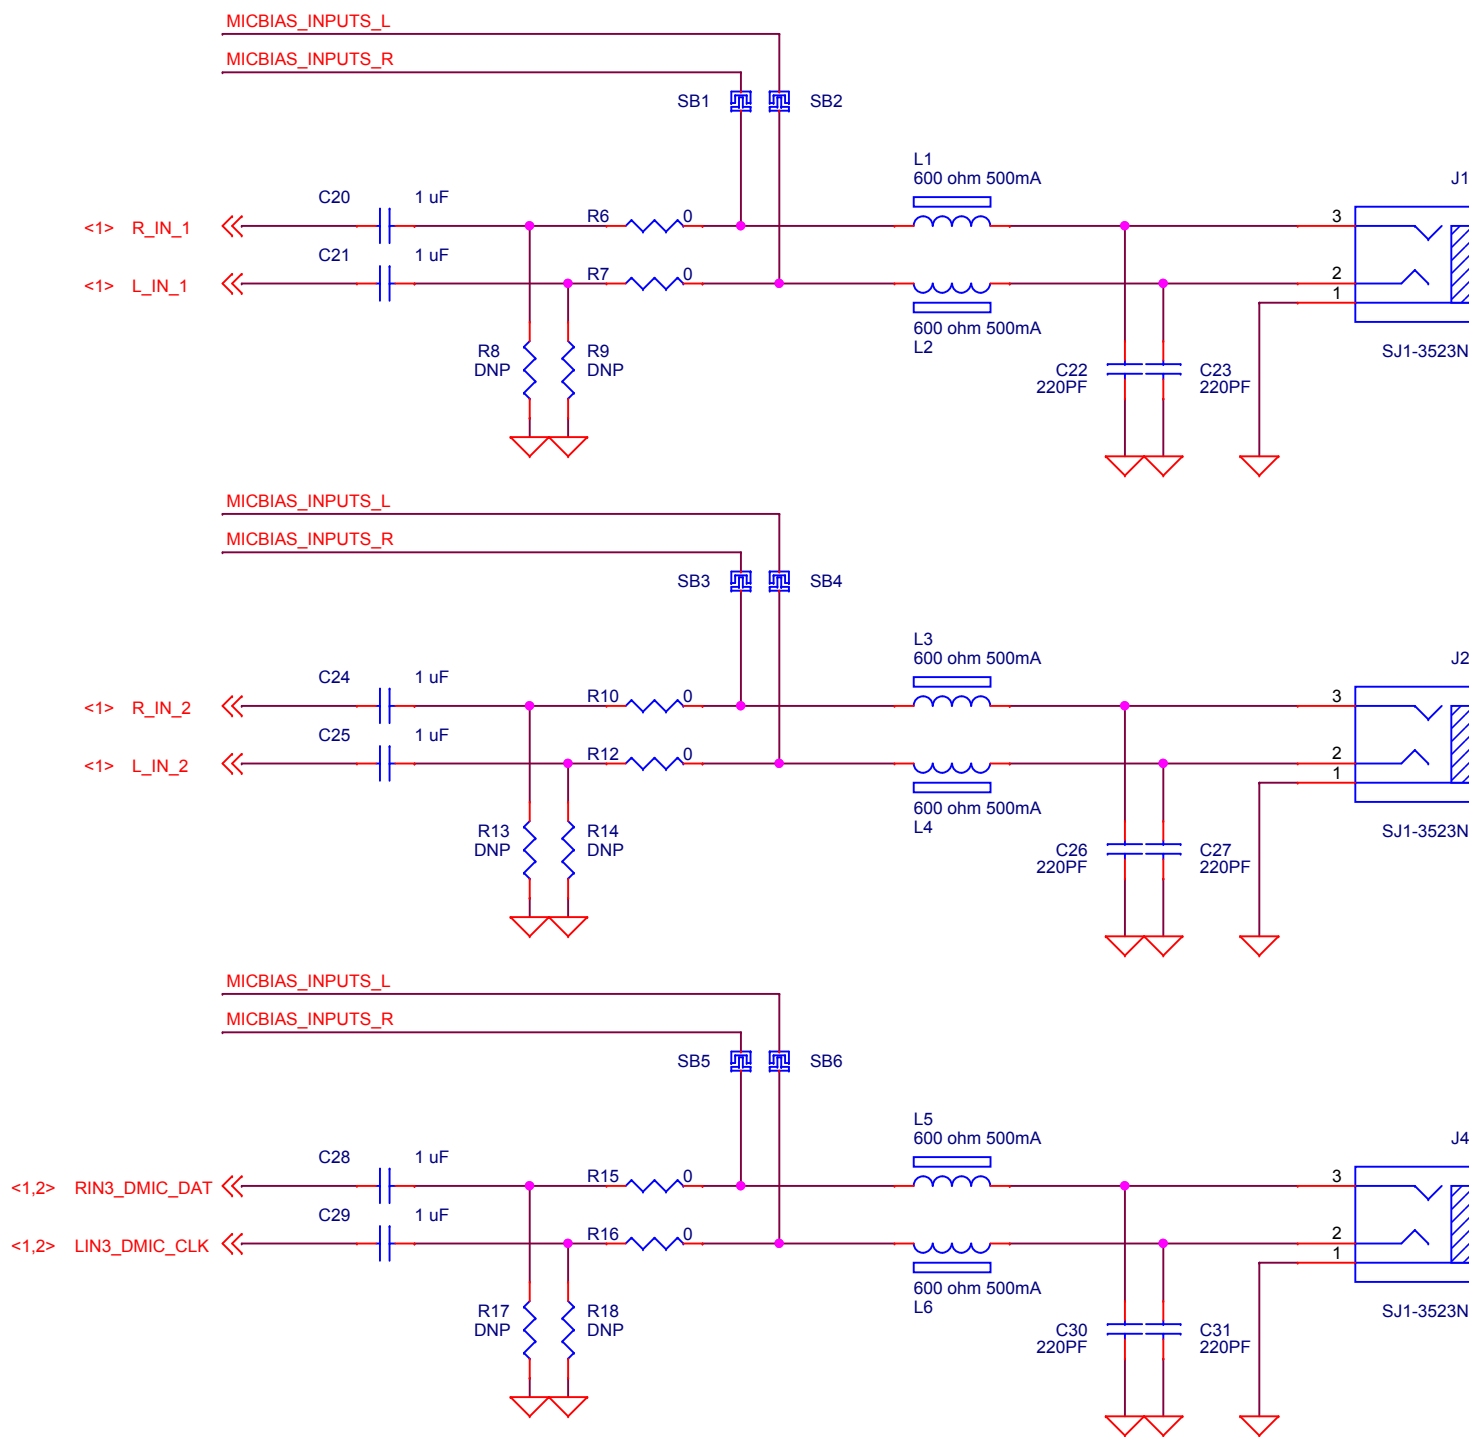 MICBIAS_INPUTS_L
MICBIAS_INPUTS_R
SB1
SB2
L1
600 ohm 500mA
J1
C20
1 uF
R6
0
3
<1> R_IN_1
C21
1 uF
R7
0
2
<1> L_IN_1
1
600 ohm 500mA
L2
R8
DNP
R9
DNP
SJ1-3523N
C22
220PF
C23
220PF
MICBIAS_INPUTS_L
MICBIAS_INPUTS_R
SB3
SB4
L3
600 ohm 500mA
J2
C24
1 uF
R10
0
3
<1> R_IN_2
C25
1 uF
R12
0
2
<1> L_IN_2
1
600 ohm 500mA
L4
R13
DNP
R14
DNP
SJ1-3523N
C26
220PF
C27
220PF
MICBIAS_INPUTS_L
MICBIAS_INPUTS_R
SB5
SB6
L5
600 ohm 500mA
J4
C28
1 uF
R15
0
3
<1,2> RIN3_DMIC_DAT
C29
1 uF
R16
0
2
<1,2> LIN3_DMIC_CLK
1
600 ohm 500mA
L6
R17
DNP
R18
DNP
SJ1-3523N
C30
220PF
C31
220PF